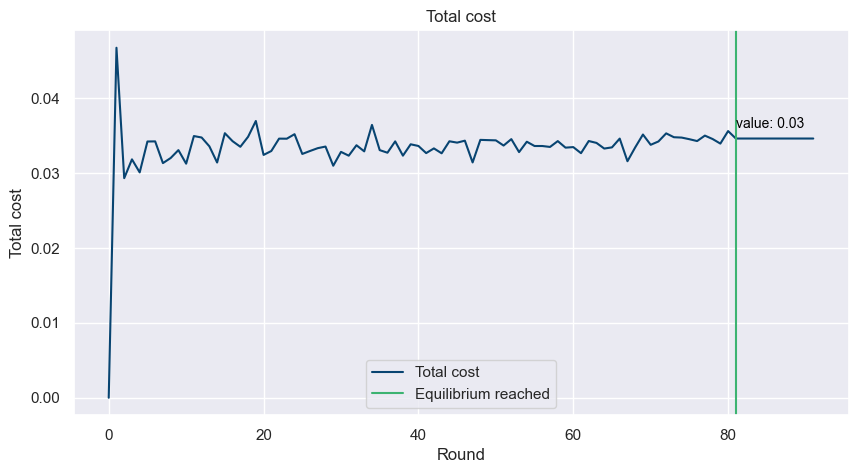 Total cost
Total cost
0.04
0.03
0.02
0.01
0.00
value: 0.03
Total cost
Equilibrium reached
0
20
40
60
80
Round